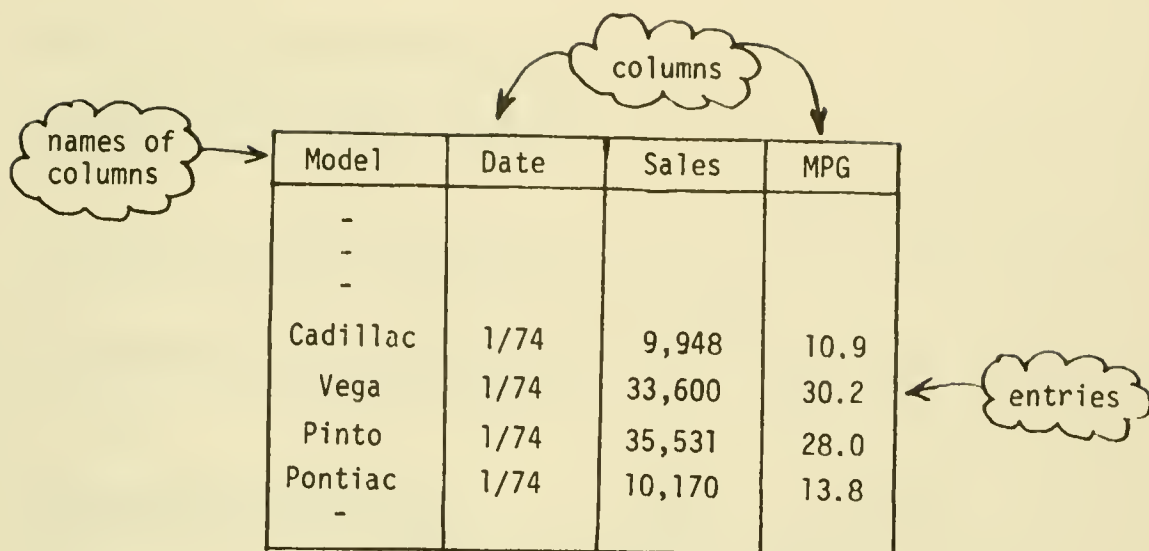 columns
names of
columns
Model Date Sales MPG
-
-
-
Cadillac 1/74 9,948 10.9
Vega 1/74 33,600 30.2
entries
Pinto 1/74 35,531 28.0
Pontiac 1/74 10,170 13.8
-